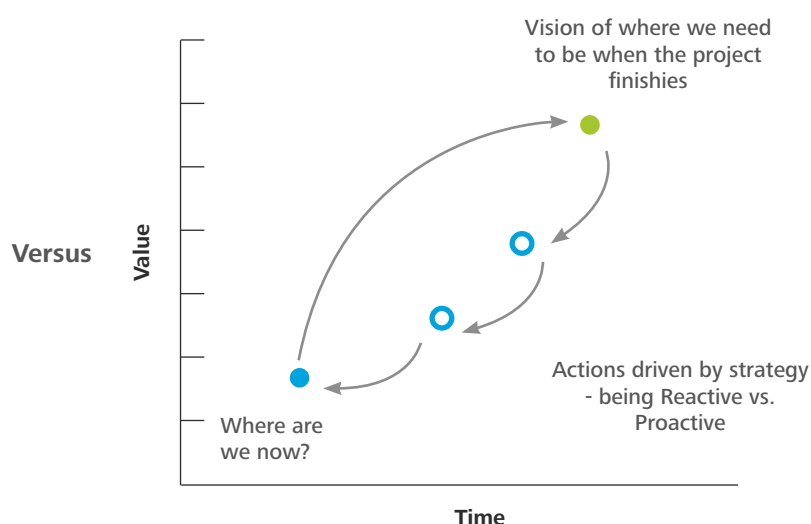 Vision of where we need
to be when the project
finishies
Versus
Value
Where are
we now?
Actions driven by strategy
- being Reactive vs.
Proactive
Time